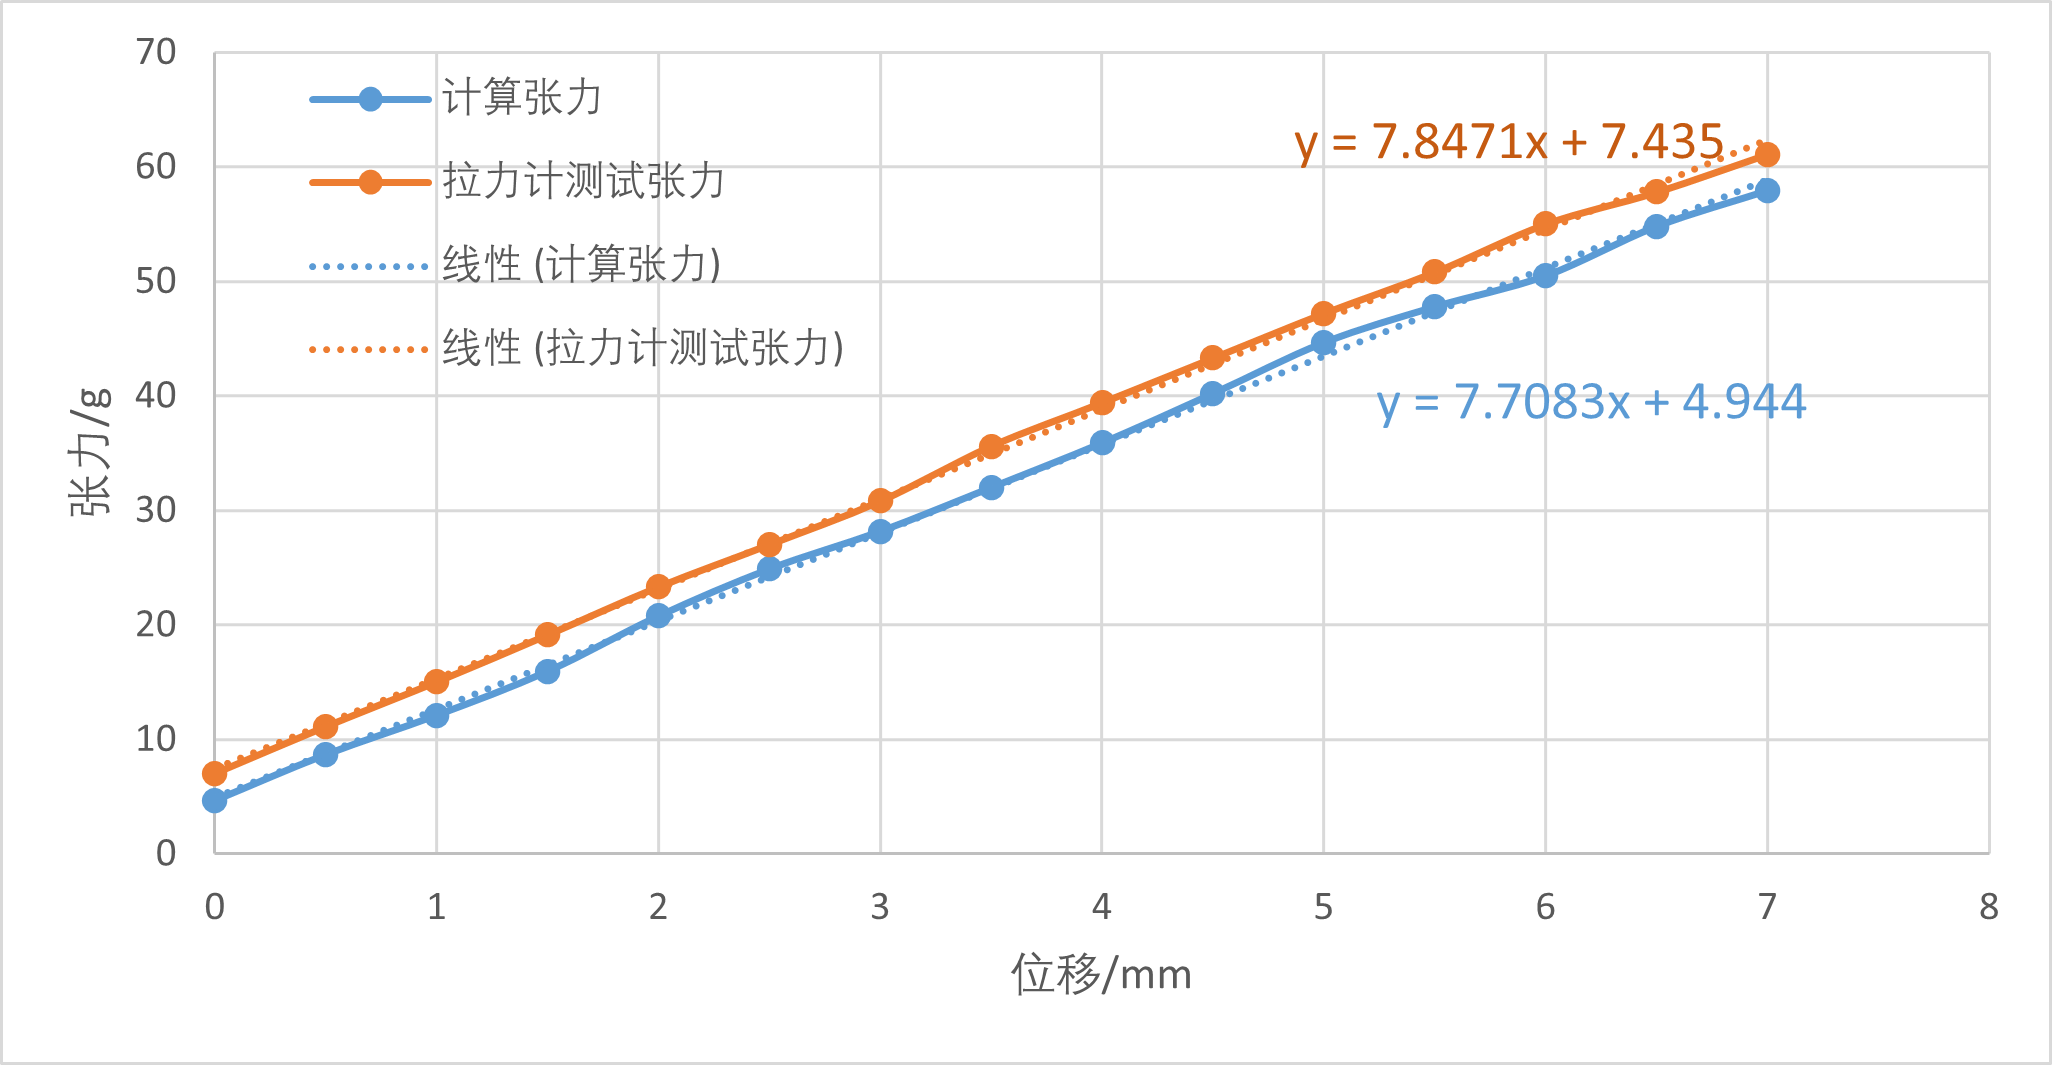 70
60
50
40
30
20
10
0
计算张力
拉力计测试张力
线性 (计算张力)
线性 (拉力计测试张力)
y = 7.8471x + 7.435
y = 7.7083x + 4.944
张力/g
0 1 2 3 4 5 6 7 8
位移/mm